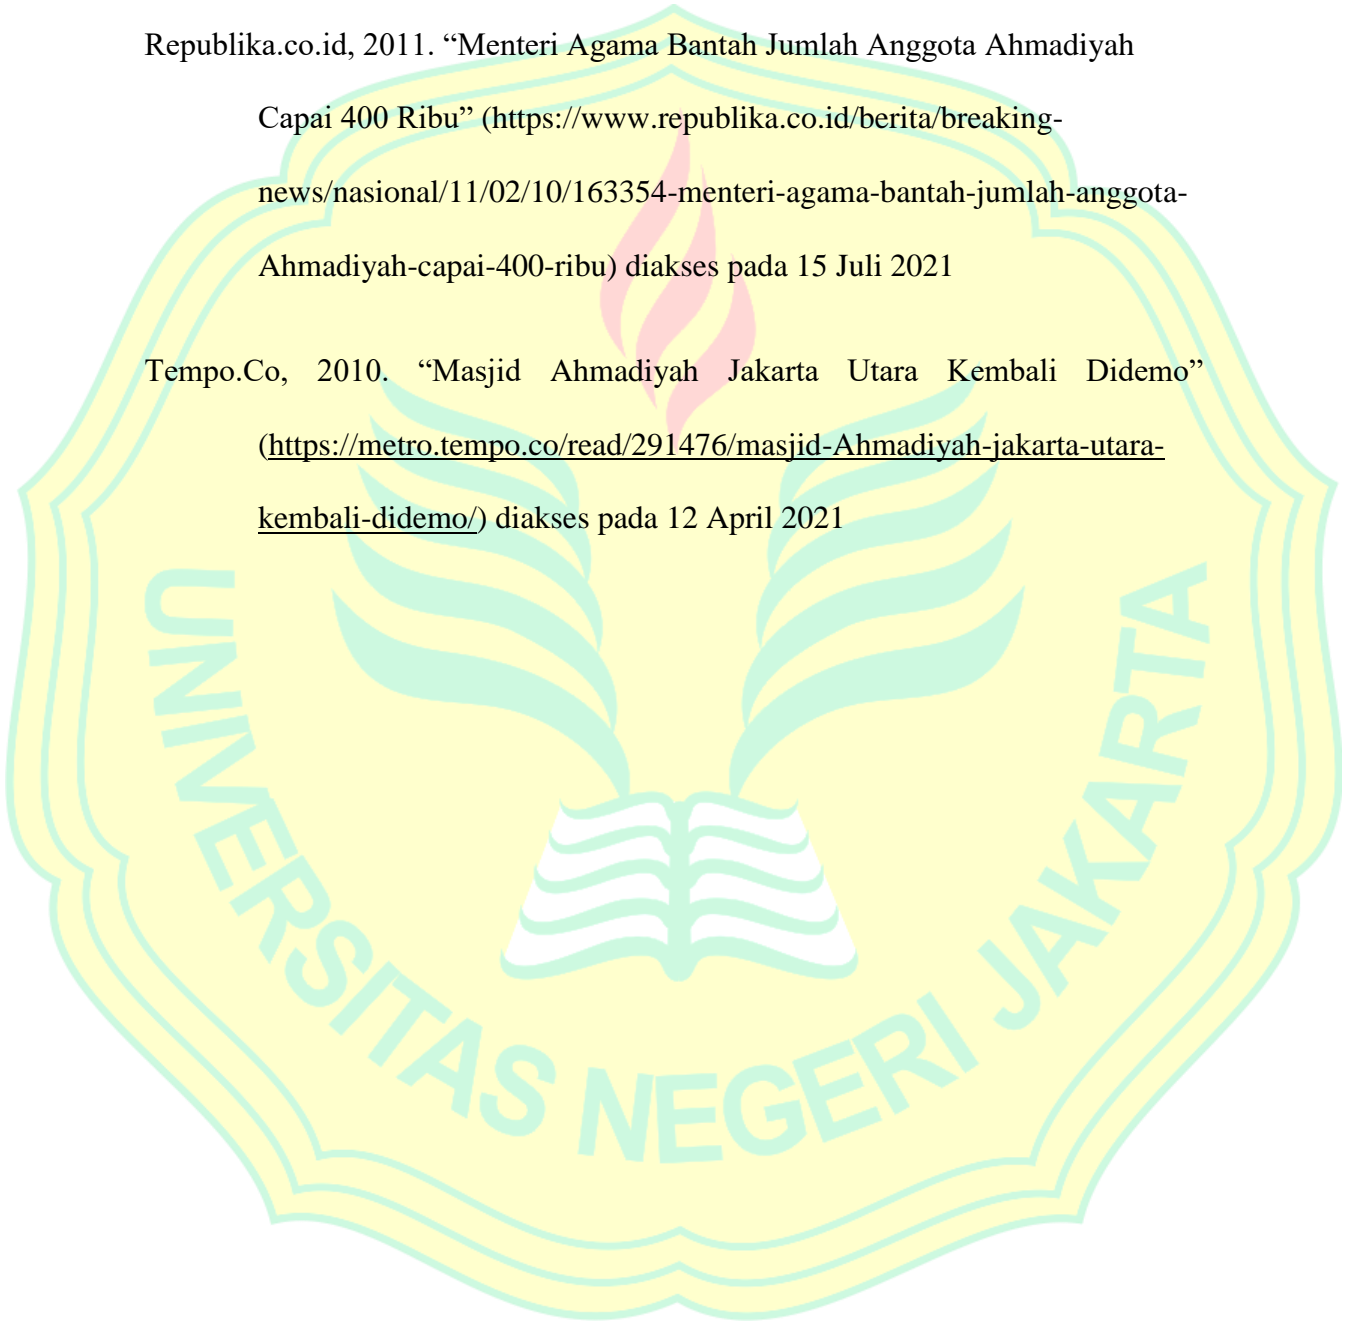 Republika.co.id, 2011. “Menteri Agama Bantah Jumlah Anggota Ahmadiyah
Capai 400 Ribu” (https://www.republika.co.id/berita/breaking-
news/nasional/11/02/10/163354-menteri-agama-bantah-jumlah-anggota-
Ahmadiyah-capai-400-ribu) diakses pada 15 Juli 2021
Tempo.Co, 2010. “Masjid Ahmadiyah Jakarta Utara Kembali Didemo”
(https://metro.tempo.co/read/291476/masjid-Ahmadiyah-jakarta-utara-
kembali-didemo/) diakses pada 12 April 2021
UNIVERSITAS NEGERI JAKARTA